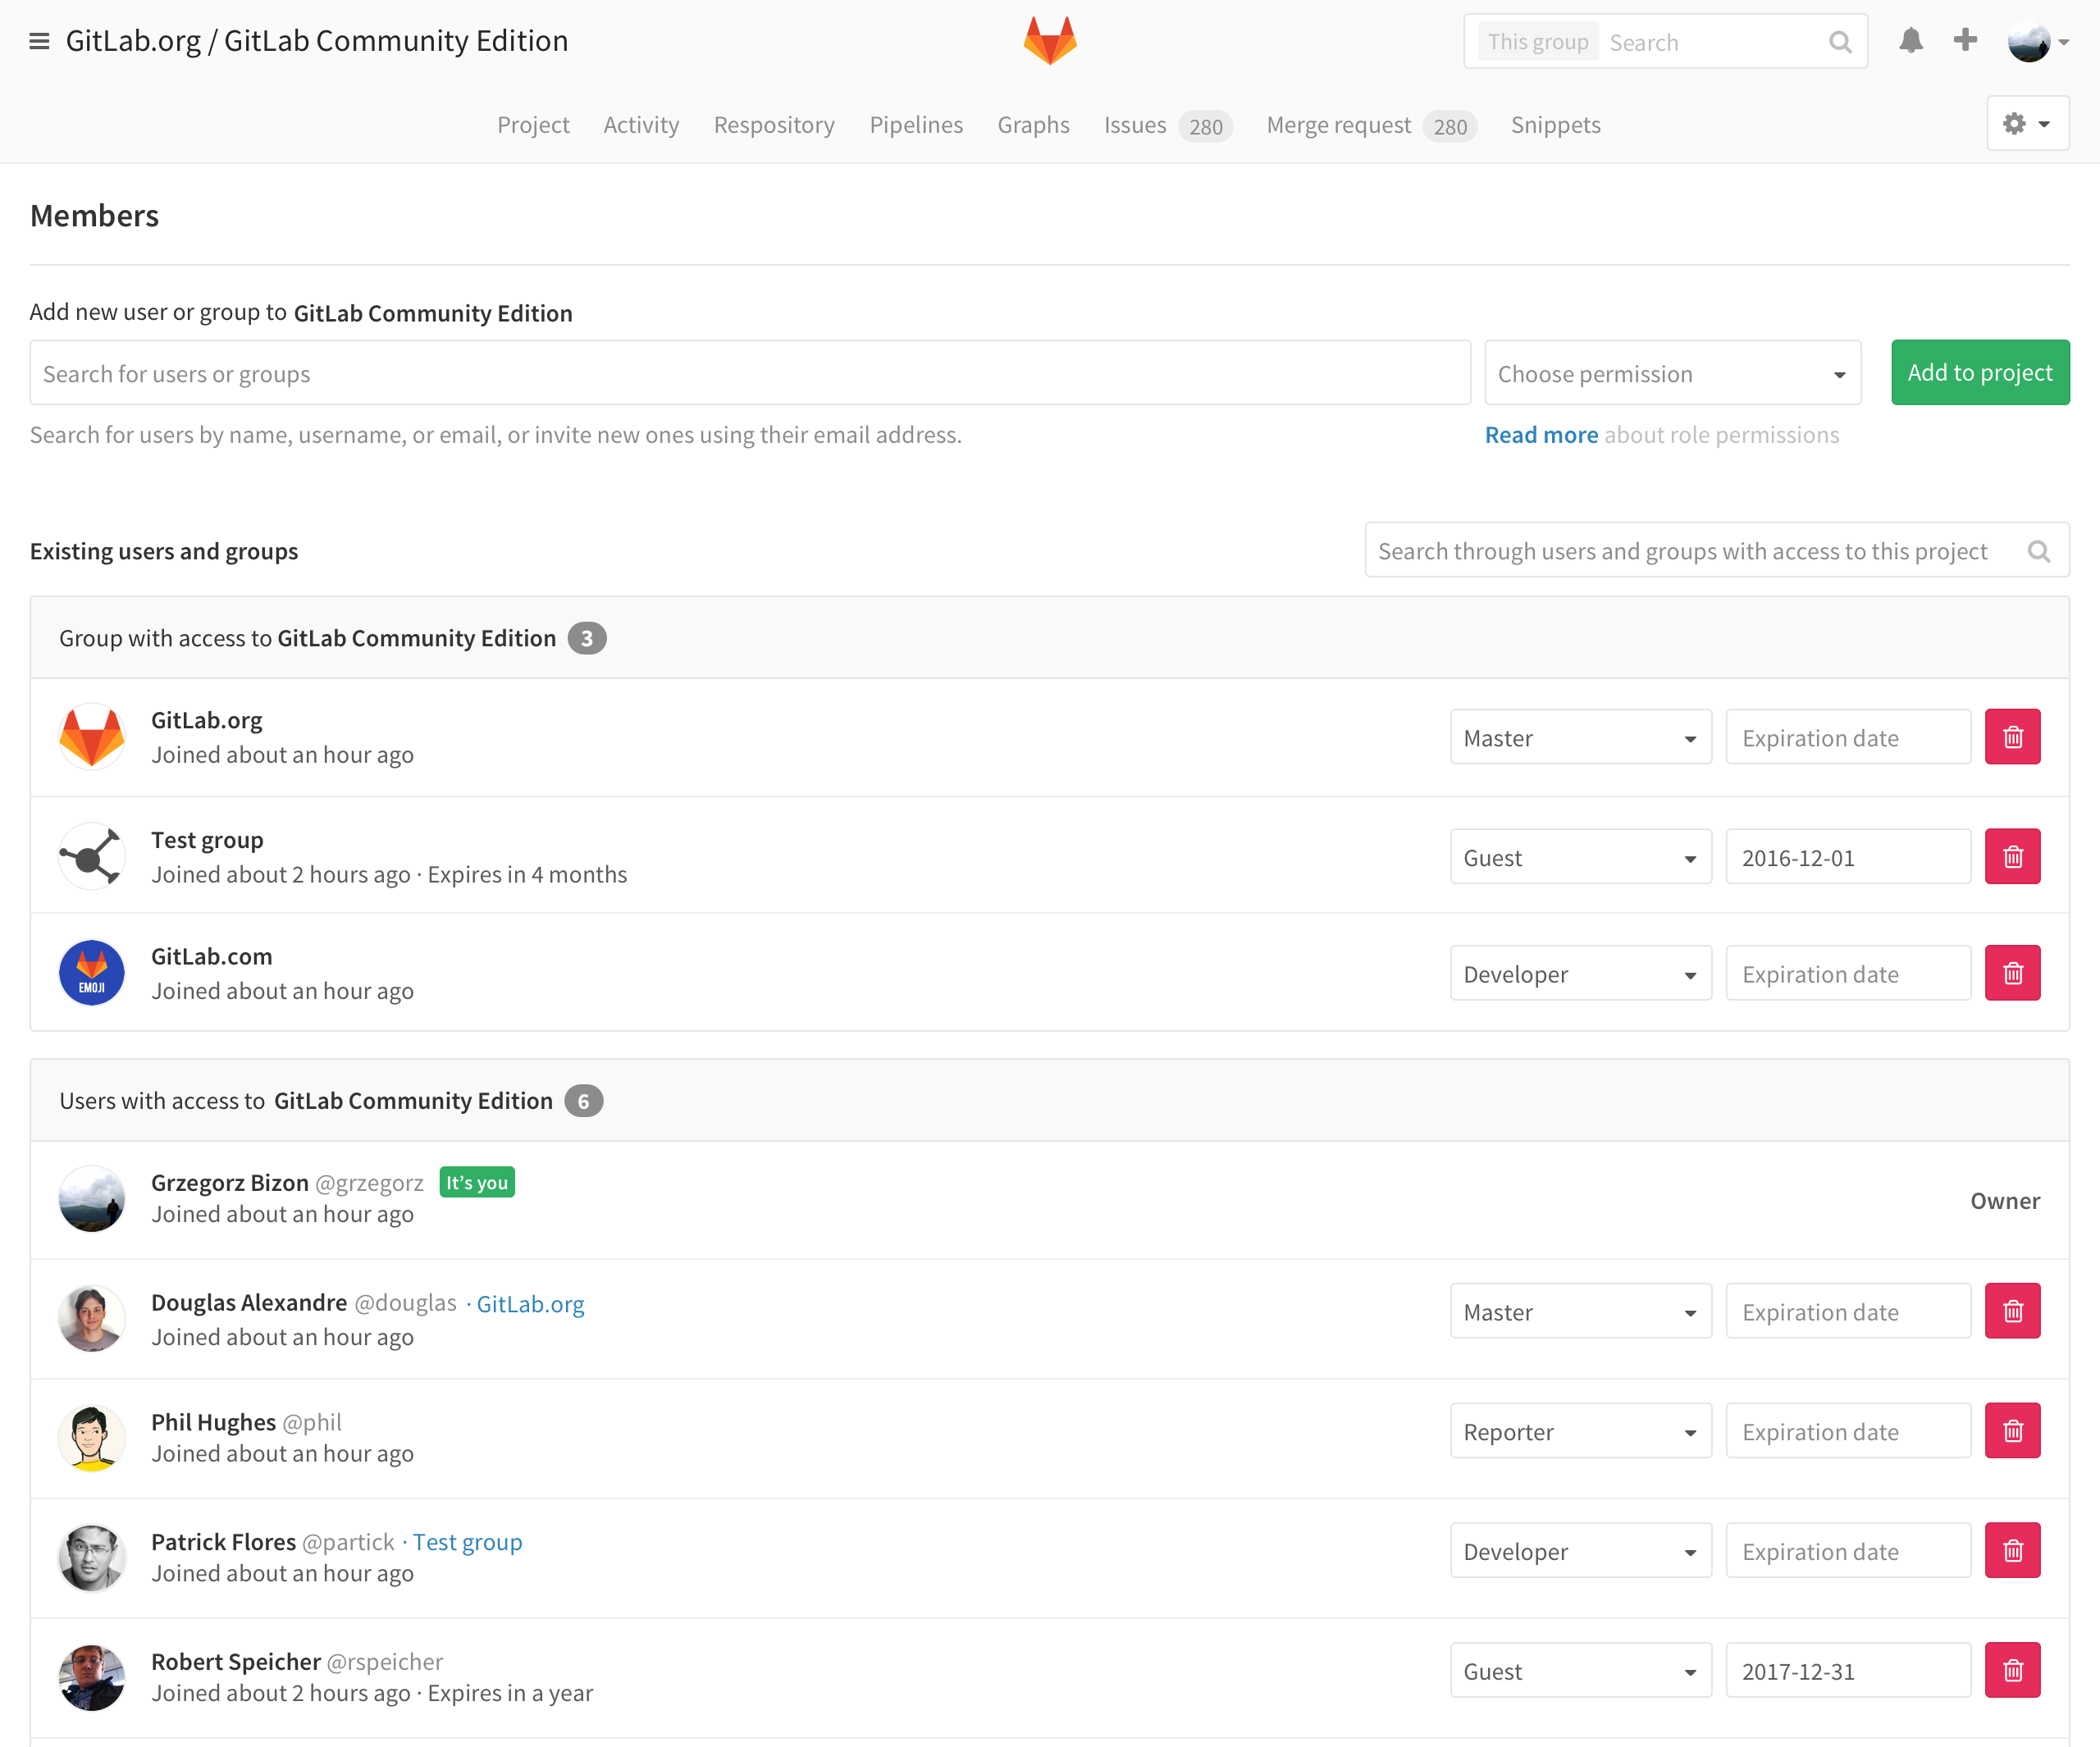 GitLab.org / GitLab Community Edition
This group Search
Project Activity Respository Pipelines Graphs Issues 280 Merge request 280 Snippets
Members
Add new user or group to GitLab Community Edition
Search for users or groups
Choose permission
Add to project
Search for users by name, username, or email, or invite new ones using their email address.
Read more about role permissions
Existing users and groups
Search through users and groups with access to this project
Group with access to GitLab Community Edition 3
GitLab.org
Joined about an hour ago
Master
Expiration date
Test group
Joined about 2 hours ago · Expires in 4 months
Guest
2016-12-01
EMOJI
GitLab.com
Joined about an hour ago
Developer
Expiration date
Users with access to GitLab Community Edition 6
Grzegorz Bizon @grzegorz It's you
Joined about an hour ago
Owner
Douglas Alexandre @douglas · GitLab.org
Joined about an hour ago
Master
Expiration date
Phil Hughes @phil
Joined about an hour ago
Reporter
Expiration date
Patrick Flores @partick · Test group
Joined about an hour ago
Developer
Expiration date
Robert Speicher @rspeicher
Joined about 2 hours ago · Expires in a year
Guest
2017-12-31